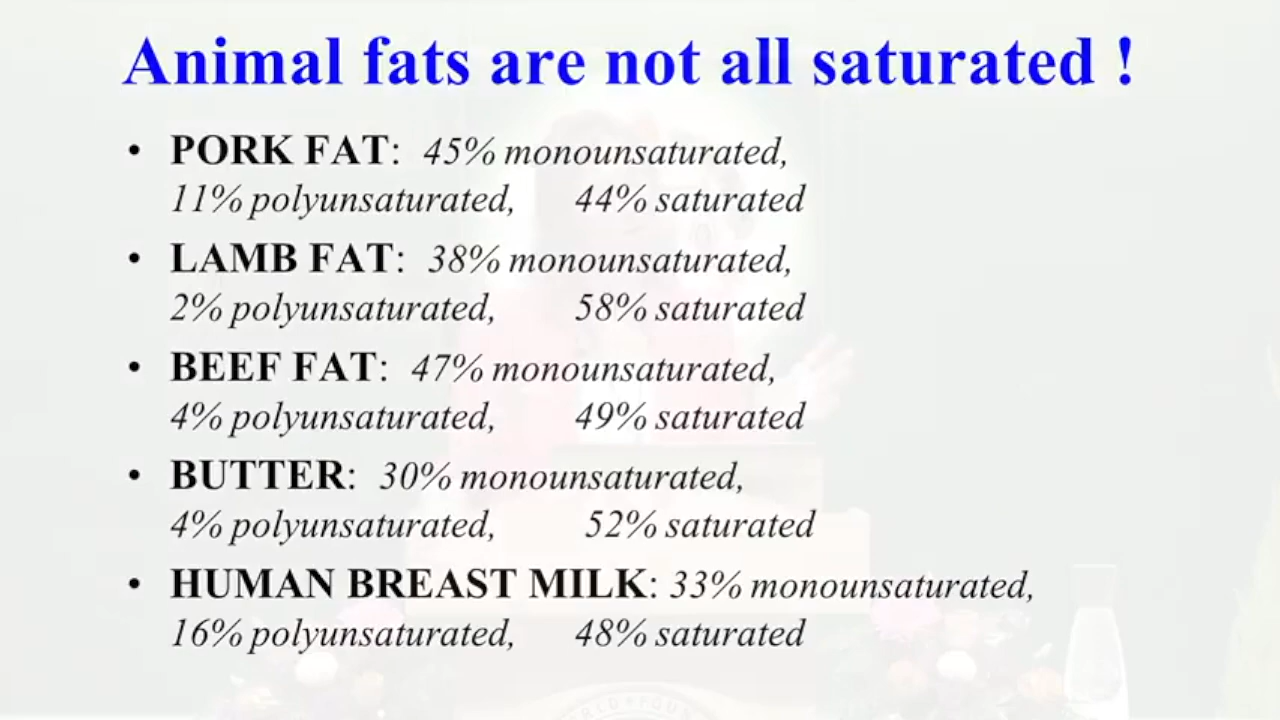 Animal fats are not all saturated !
• PORK FAT: 45% monounsaturated,
11% polyunsaturated, 44% saturated
• LAMB FAT: 38% monounsaturated,
2% polyunsaturated, 58% saturated
• BEEF FAT: 47% monounsaturated,
4% polyunsaturated, 49% saturated
• BUTTER: 30% monounsaturated,
4% polyunsaturated, 52% saturated
• HUMAN BREAST MILK: 33% monounsaturated,
16% polyunsaturated, 48% saturated